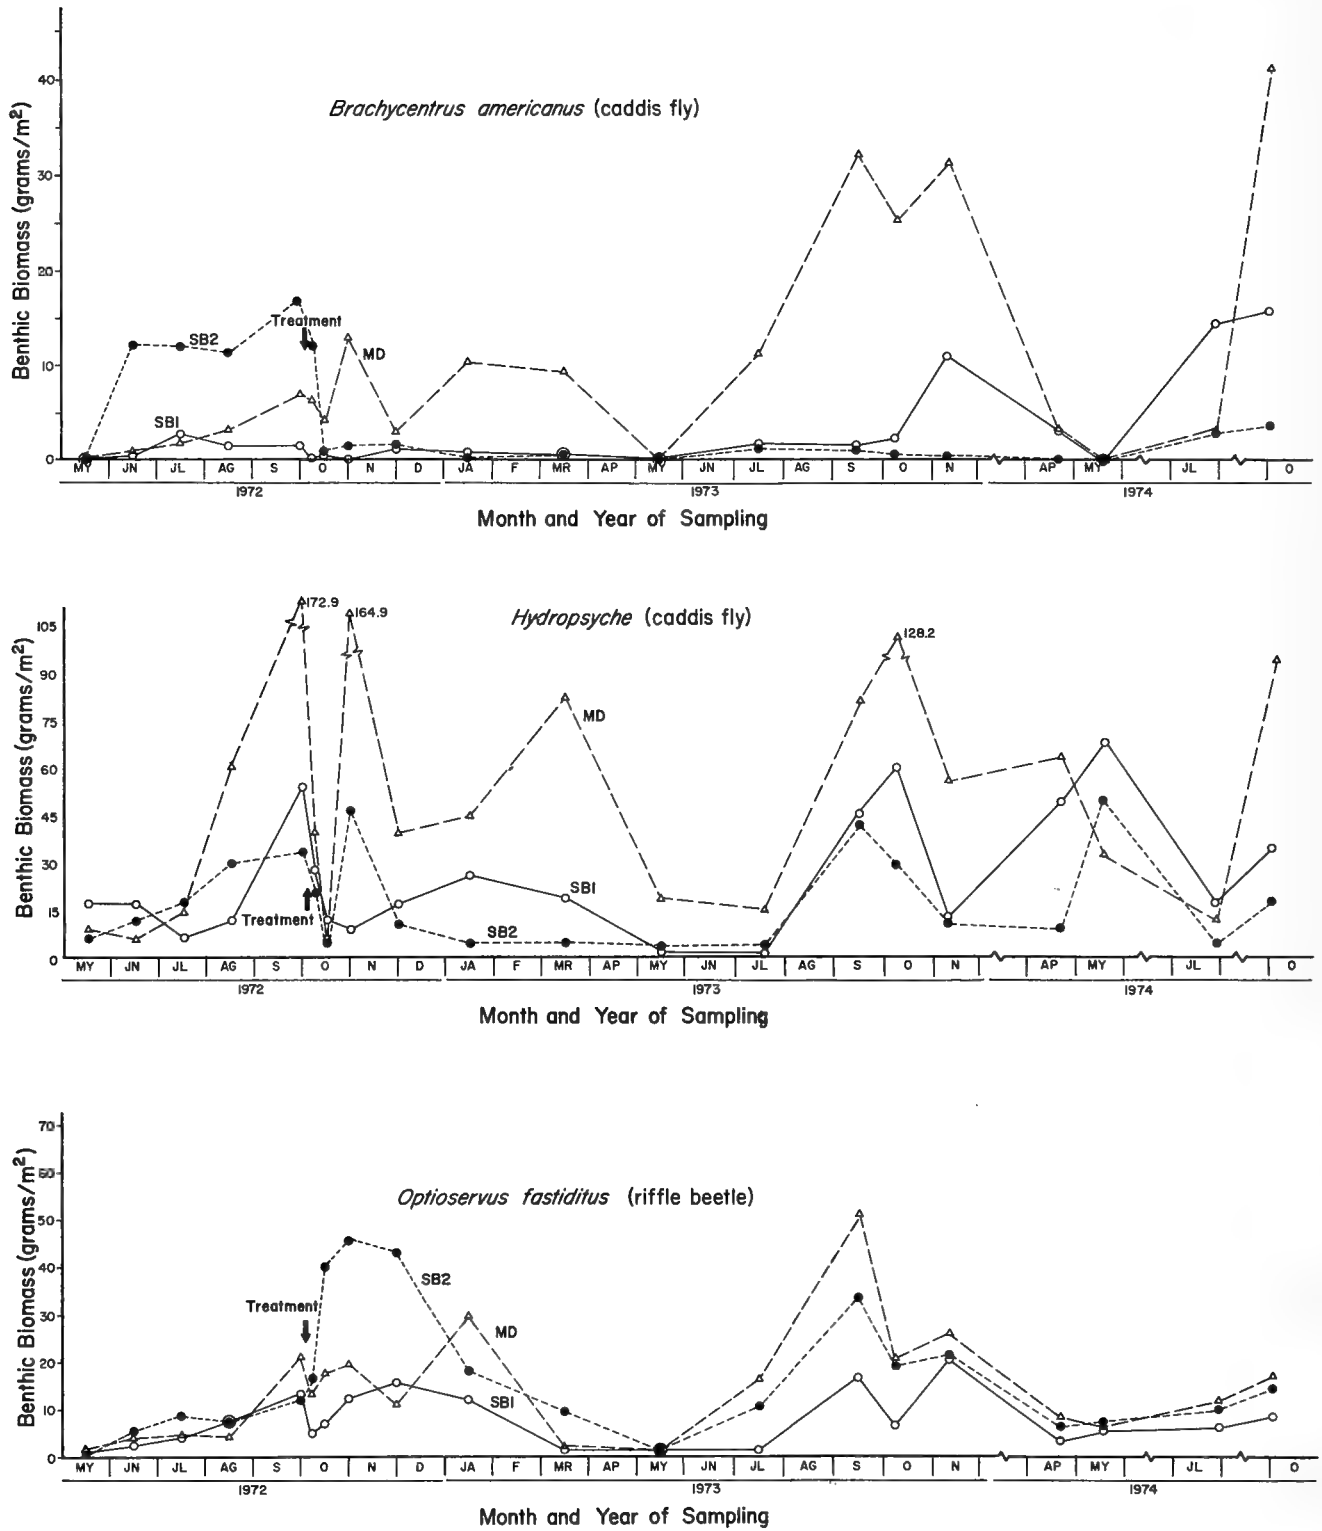 Brachycentrus americanus (caddis fly)
Benthic Biomass (grams/m²)
40
30
20
10
0
SB2
Treatment
MD
SB1
MY JN JL AG S O N D JA F MR AP MY JN JL AG S O N AP MY JL O
1972 1973 1974
Month and Year of Sampling
Hydropsyche (caddis fly)
Benthic Biomass (grams/m²)
105
90
75
60
45
30
15
0
172.9
164.9
128.2
MD
SB1
SB2
Treatment
MY JN JL AG S O N D JA F MR AP MY JN JL AG S O N AP MY JL O
1972 1973 1974
Month and Year of Sampling
Optioservus fastiditus (riffle beetle)
Benthic Biomass (grams/m²)
70
60
50
40
30
20
10
0
Treatment
SB2
MD
SB1
MY JN JL AG S O N D JA F MR AP MY JN JL AG S O N AP MY JL O
1972 1973 1974
Month and Year of Sampling